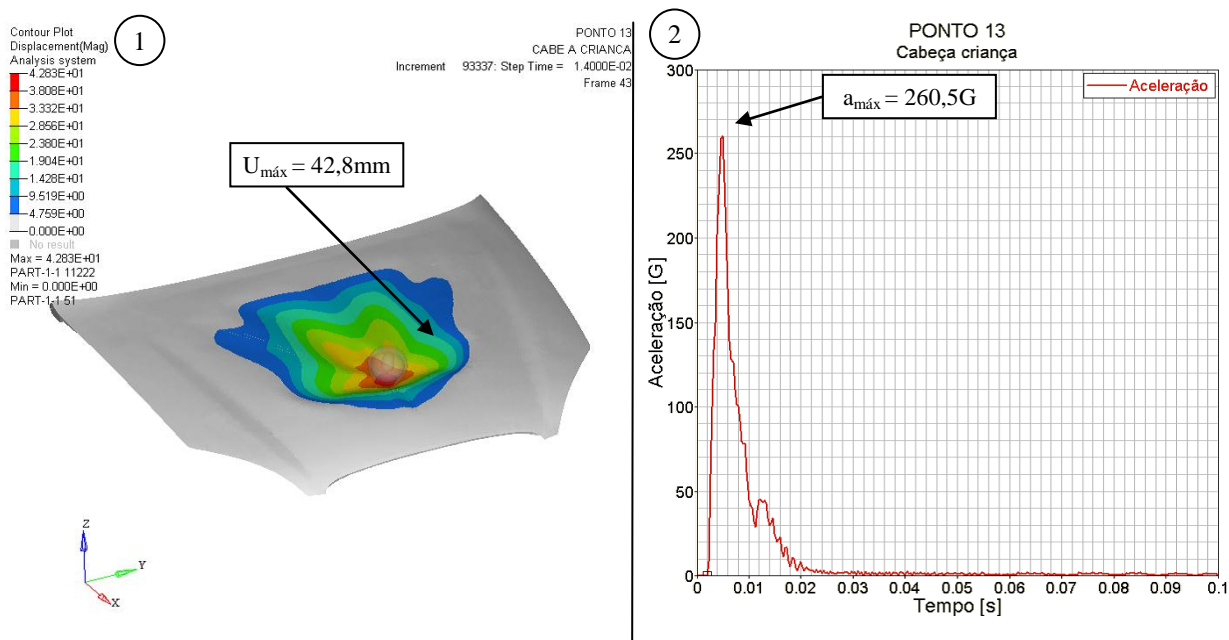 Contour Plot
Displacement(Mag)
Analysis system
4.283E+01
3.808E+01
3.332E+01
2.856E+01
2.380E+01
1.904E+01
1.428E+01
9.519E+00
4.759E+00
0.000E+00
No result
Max = 4.283E+01
PART-1-1 11222
Min = 0.000E+00
PART-1-1 51
1
PONTO 13
CABE A CRIANCA
Increment 93337: Step Time = 1.4000E-02
Frame 43
Umáx = 42,8mm
Z
Y
X
2
PONTO 13
Cabeça criança
Aceleração
amáx = 260,5G
Aceleração [G]
300
250
200
150
100
50
0
0 0.01 0.02 0.03 0.04 0.05 0.06 0.07 0.08 0.09 0.1
Tempo [s]